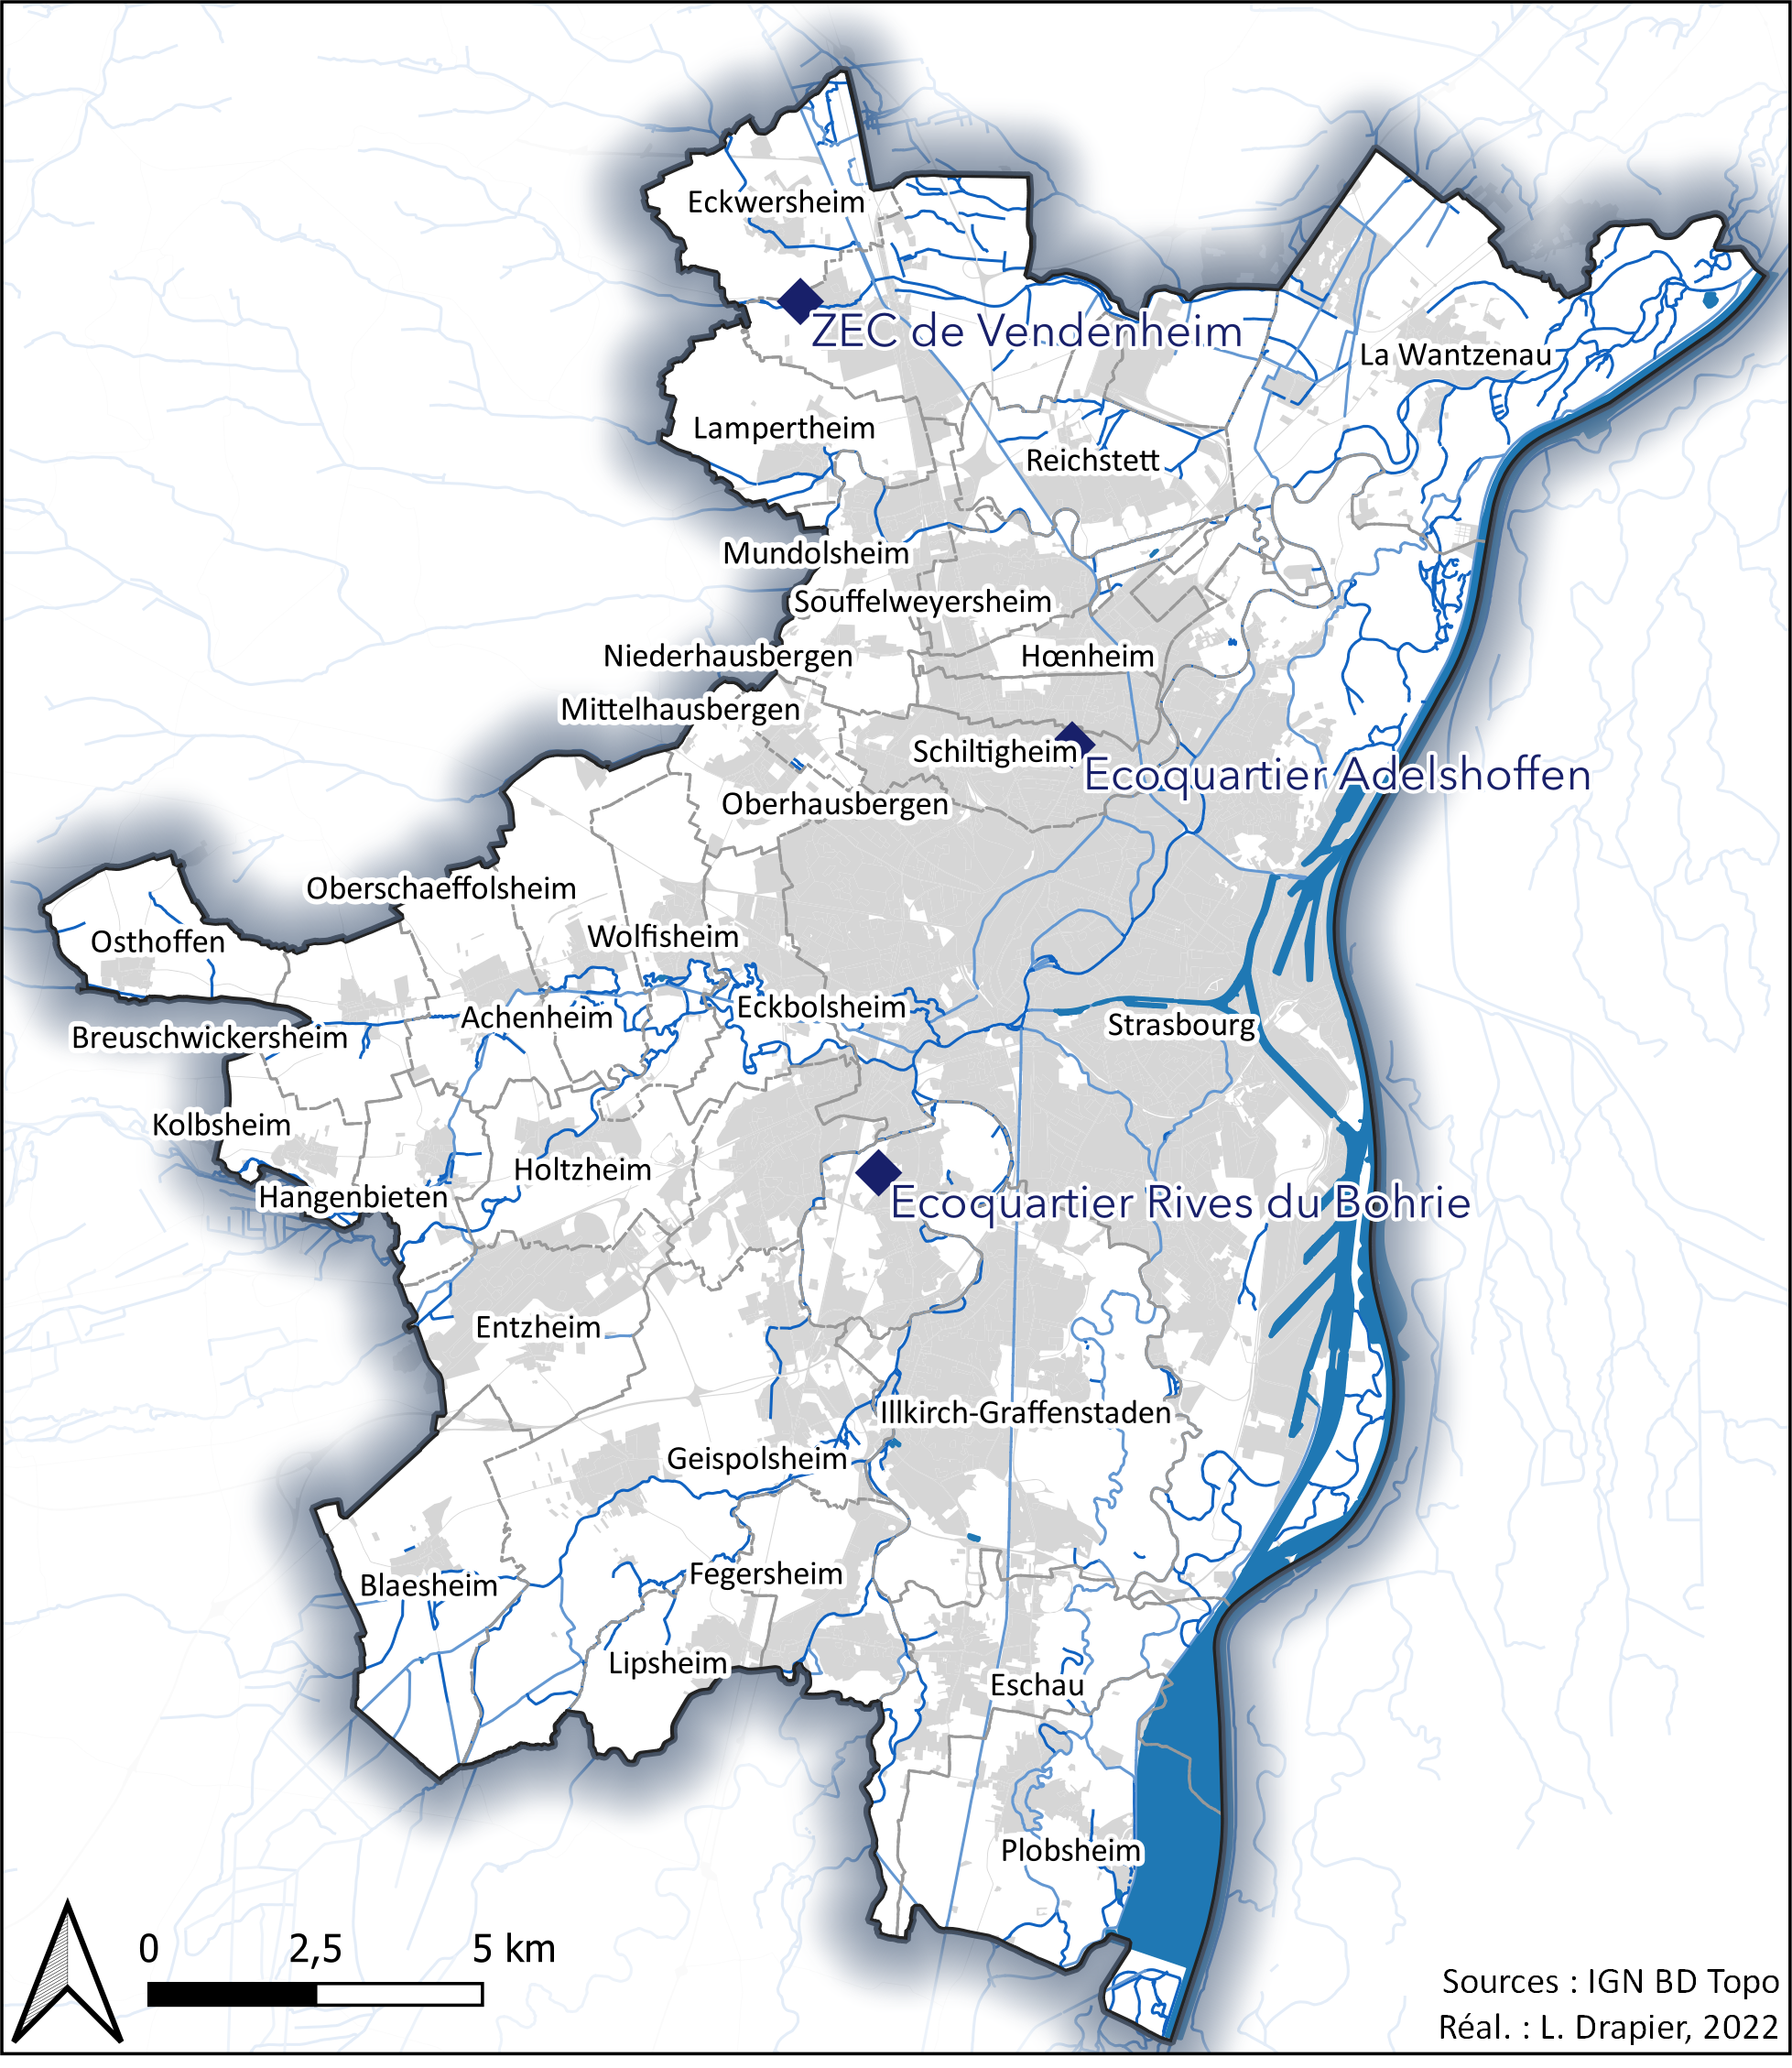 Eckwersheim
ZEC de Vendenheim
La Wantzenau
Lampertheim
Reichstett
Mundolsheim
Souffelweyersheim
Niederhausbergen
Hœnheim
Mittelhausbergen
Schiltigheim
Ecoquartier Adelshoffen
Oberhausbergen
Oberschaeffolsheim
Wolfisheim
Osthoffen
Eckbolsheim
Achenheim
Strasbourg
Breuschwickersheim
Kolbsheim
Holtzheim
Hangenbieten
Ecoquartier Rives du Bohrie
Entzheim
Illkirch-Graffenstaden
Geispolsheim
Fegersheim
Blaesheim
Lipsheim
Eschau
Plobsheim
0 2,5 5 km
Sources : IGN BD Topo
Réal. : L. Drapier, 2022